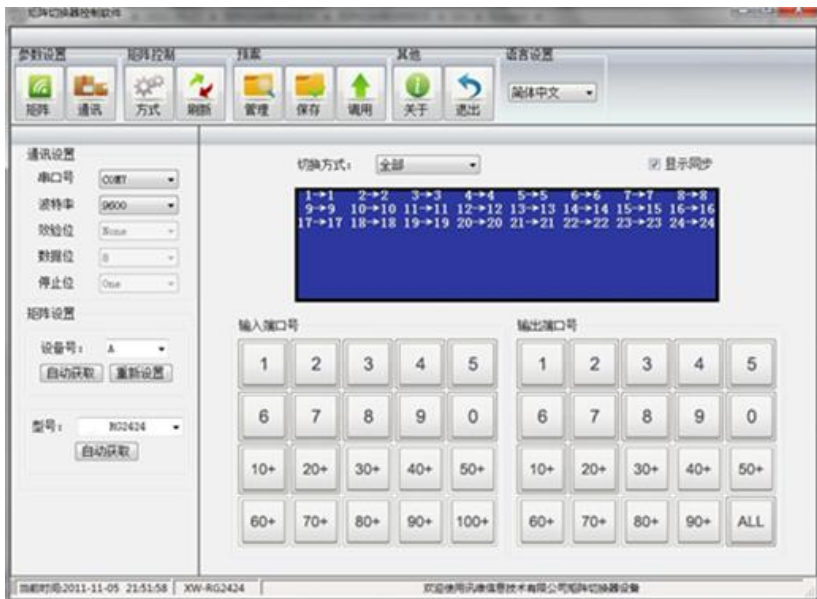 矩阵切换器控制软件
参数设置 矩阵控制 预案 其他 语言设置
矩阵 通讯 方式 刷新 管理 保存 调用 关于 退出 简体中文
通讯设置
串口号 COM7
波特率 9600
效验位 None
数据位 8
停止位 One
矩阵设置
设备号: A
自动获取 重新设置
型号: RG2424
自动获取
切换方式: 全部 显示同步
1→1 2→2 3→3 4→4 5→5 6→6 7→7 8→8
9→9 10→10 11→11 12→12 13→13 14→14 15→15 16→16
17→17 18→18 19→19 20→20 21→21 22→22 23→23 24→24
输入端口号
1 2 3 4 5
6 7 8 9 0
10+ 20+ 30+ 40+ 50+
60+ 70+ 80+ 90+ 100+
输出端口号
1 2 3 4 5
6 7 8 9 0
10+ 20+ 30+ 40+ 50+
60+ 70+ 80+ 90+ ALL
当前时间:2011-11-05 21:51:58 XW-RG2424 欢迎使用讯维信息技术有限公司矩阵切换器设备